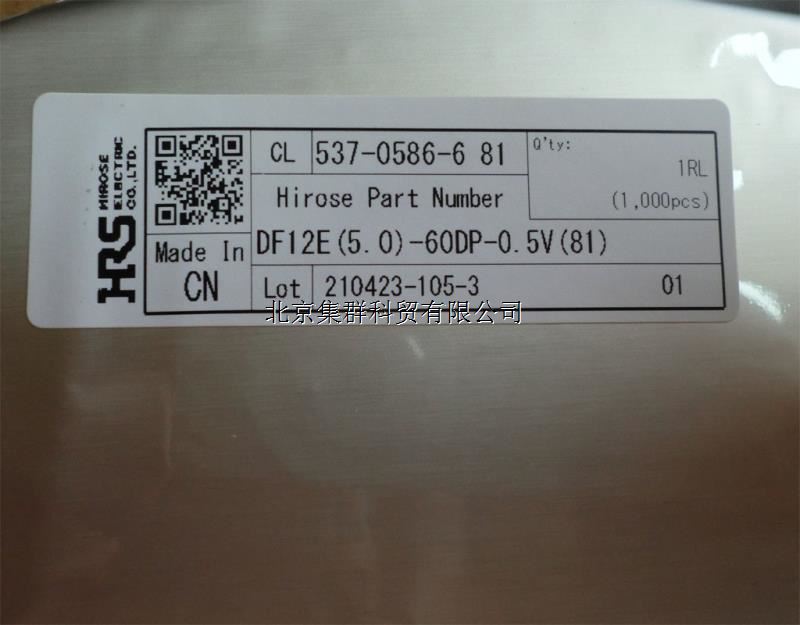 HRS
HIROSE
ELECTRIC
CO.,LTD.
CL 537-0586-6 81
Q'ty:
1RL
(1,000pcs)
Hirose Part Number
DF12E(5.0)-60DP-0.5V(81)
Made In
CN
Lot 210423-105-3 01
北京集群科贸有限公司